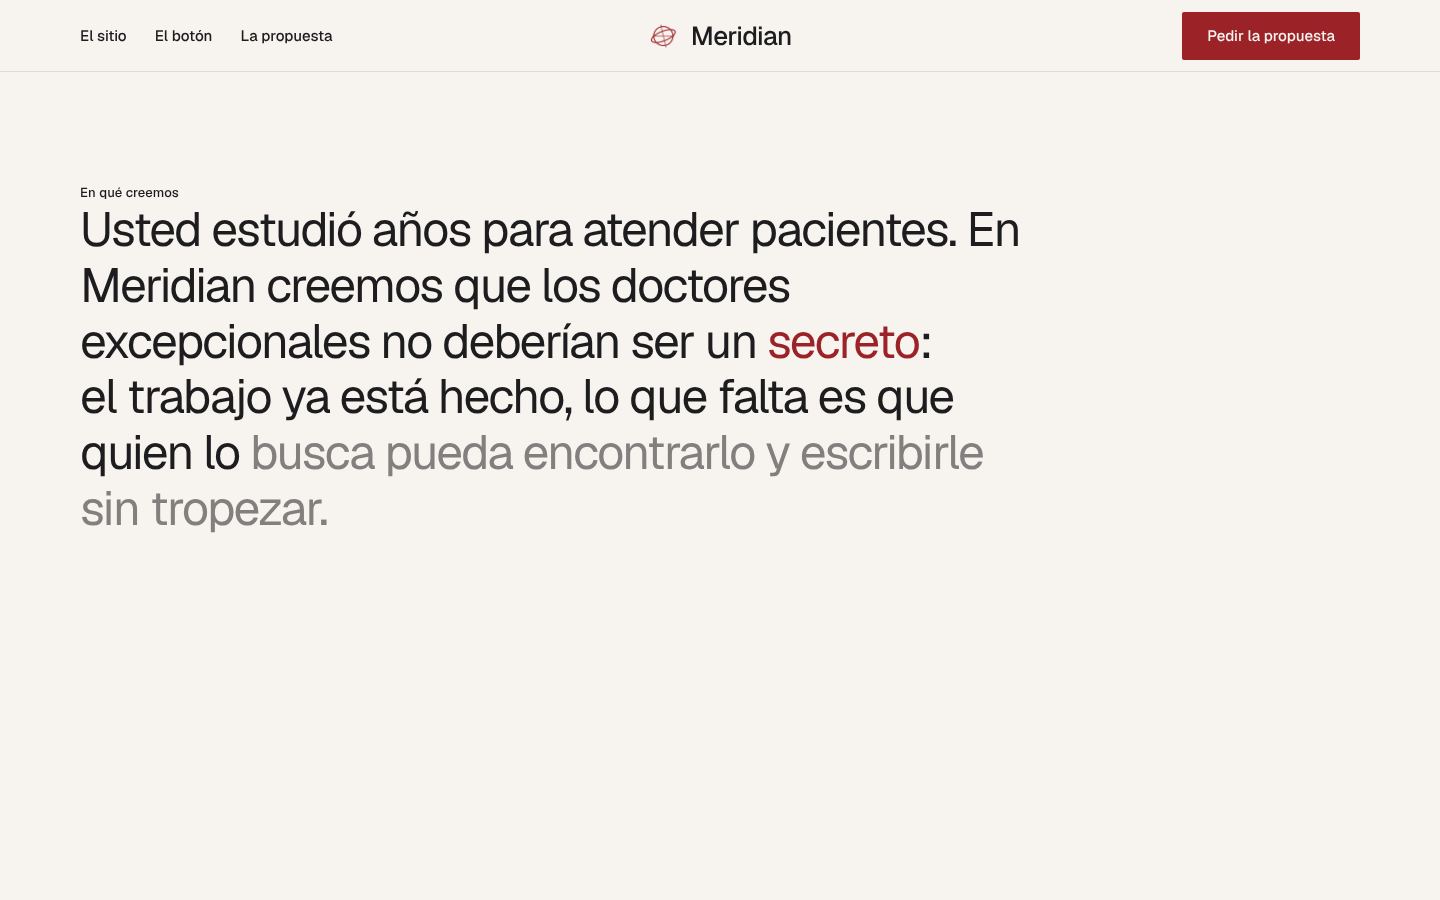 El sitio
El botón
La propuesta
Meridian
Pedir la propuesta
En qué creemos
Usted estudió años para atender pacientes. En
Meridian creemos que los doctores
excepcionales no deberían ser un secreto:
el trabajo ya está hecho, lo que falta es que
quien lo busca pueda encontrarlo y escribirle
sin tropezar.